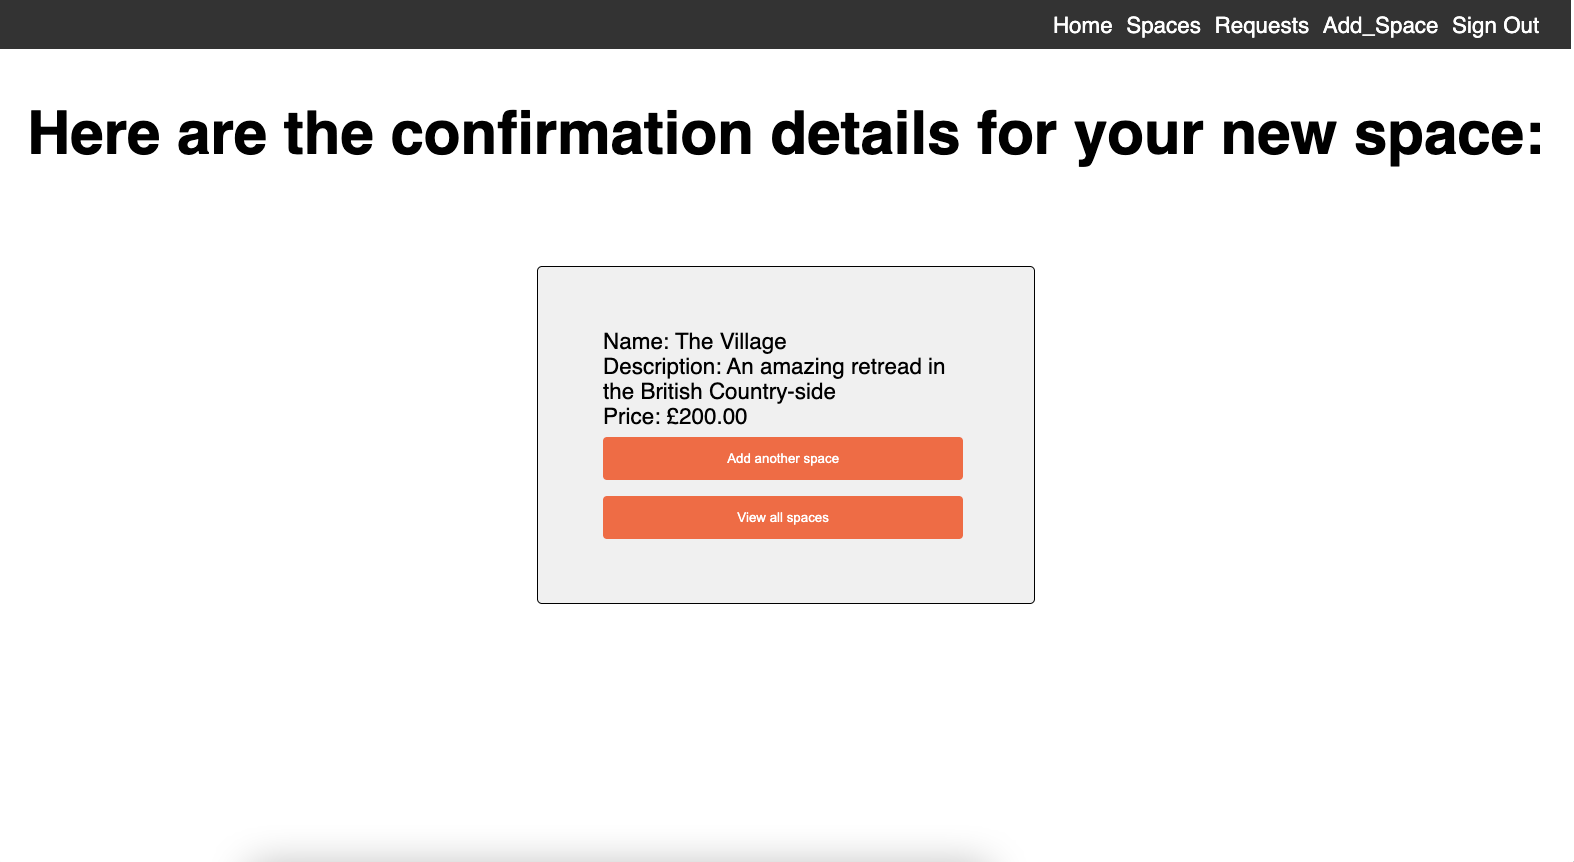 Home Spaces Requests Add_Space Sign Out
Here are the confirmation details for your new space:
Name: The Village
Description: An amazing retread in
the British Country-side
Price: £200.00
Add another space
View all spaces